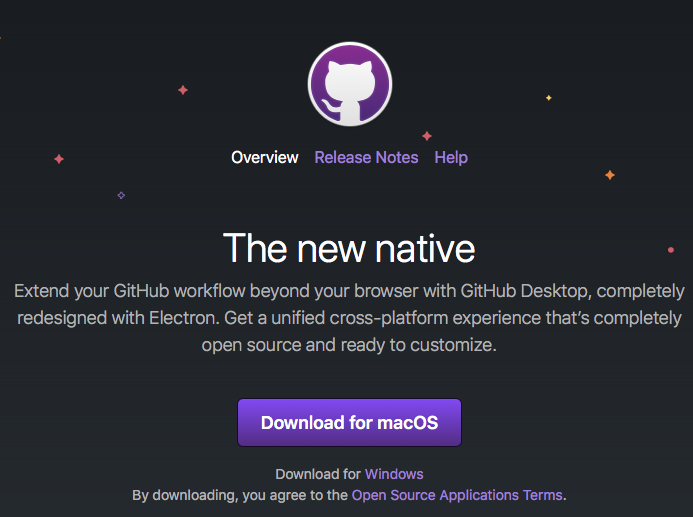 Overview Release Notes Help
The new native
Extend your GitHub workflow beyond your browser with GitHub Desktop, completely
redesigned with Electron. Get a unified cross-platform experience that’s completely
open source and ready to customize.
Download for macOS
Download for Windows
By downloading, you agree to the Open Source Applications Terms.